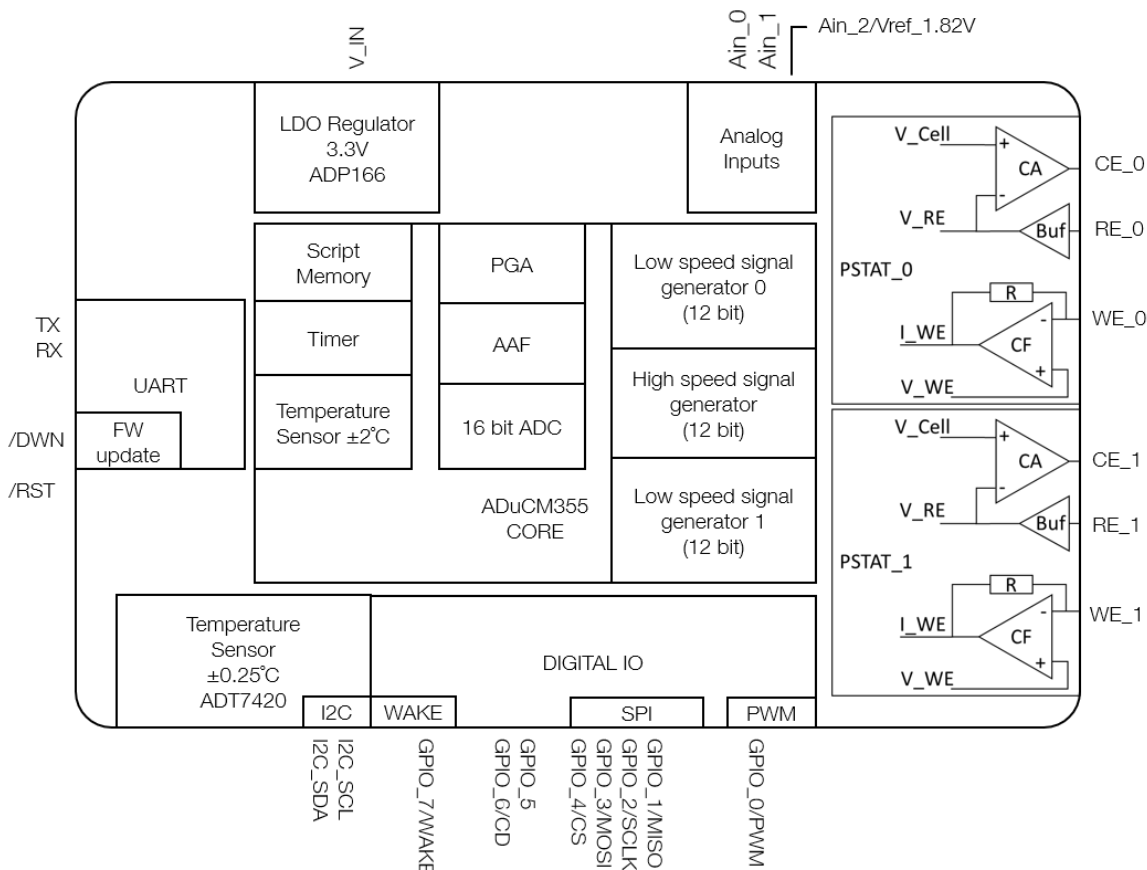 V_IN
Ain_0
Ain_1
Ain_2/Vref_1.82V
LDO Regulator
3.3V
ADP166
Analog
Inputs
Script
Memory
Timer
Temperature
Sensor ±2˚C
PGA
AAF
16 bit ADC
ADuCM355
CORE
Low speed signal
generator 0
(12 bit)
High speed signal
generator
(12 bit)
Low speed signal
generator 1
(12 bit)
TX
RX
UART
/DWN
FW
update
/RST
V_Cell
+
CA
-
CE_0
V_RE
Buf
RE_0
PSTAT_0
R
-
WE_0
I_WE
CF
+
V_WE
V_Cell
+
CA
-
CE_1
V_RE
Buf
RE_1
PSTAT_1
R
-
WE_1
I_WE
CF
+
V_WE
Temperature
Sensor
±0.25˚C
ADT7420
DIGITAL IO
I2C
WAKE
SPI
PWM
I2C_SCL
I2C_SDA
GPIO_7/WAKE
GPIO_5
GPIO_6/CD
GPIO_1/MISO
GPIO_2/SCLK
GPIO_3/MOSI
GPIO_4/CS
GPIO_0/PWM